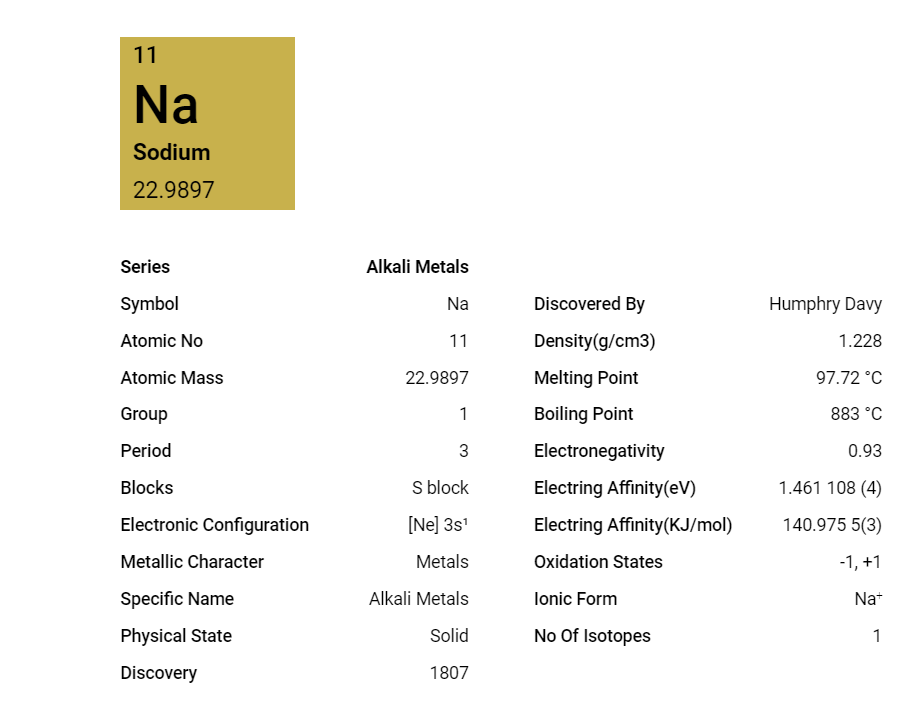 11
Na
Sodium
22.9897
Series Alkali Metals
Symbol Na
Atomic No 11
Atomic Mass 22.9897
Group 1
Period 3
Blocks S block
Electronic Configuration [Ne] 3s¹
Metallic Character Metals
Specific Name Alkali Metals
Physical State Solid
Discovery 1807
Discovered By Humphry Davy
Density(g/cm3) 1.228
Melting Point 97.72 °C
Boiling Point 883 °C
Electronegativity 0.93
Electring Affinity(eV) 1.461 108 (4)
Electring Affinity(KJ/mol) 140.975 5(3)
Oxidation States -1, +1
Ionic Form Na⁺
No Of Isotopes 1